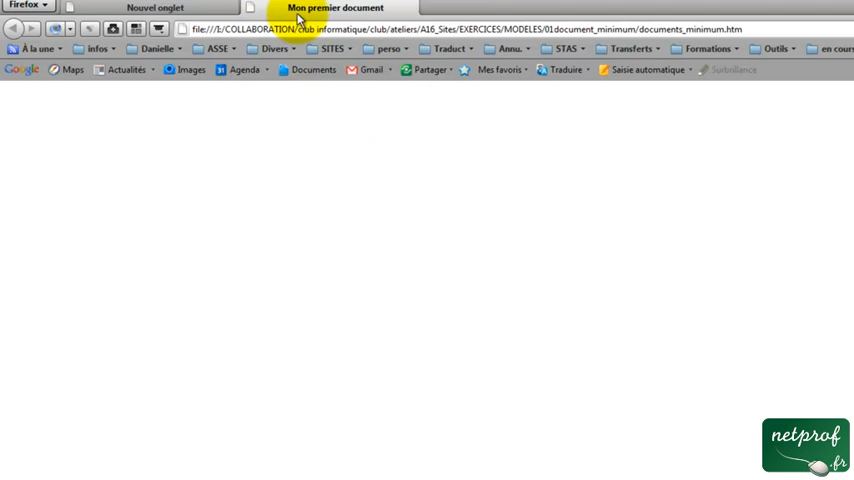 Firefox
Nouvel onglet
Mon premier document
file:///I:/COLLABORATION/club informatique/club/ateliers/A16_Sites/EXERCICES/MODELES/01document_minimum/documents_minimum.htm
À la une infos Danielle ASSE Divers SITES perso Traduct Annu. STAS Transferts Formations Outils en cours
Google Maps Actualités Images 31 Agenda Documents Gmail Partager Mes favoris Traduire Saisie automatique Surbrillance
netprof
.fr